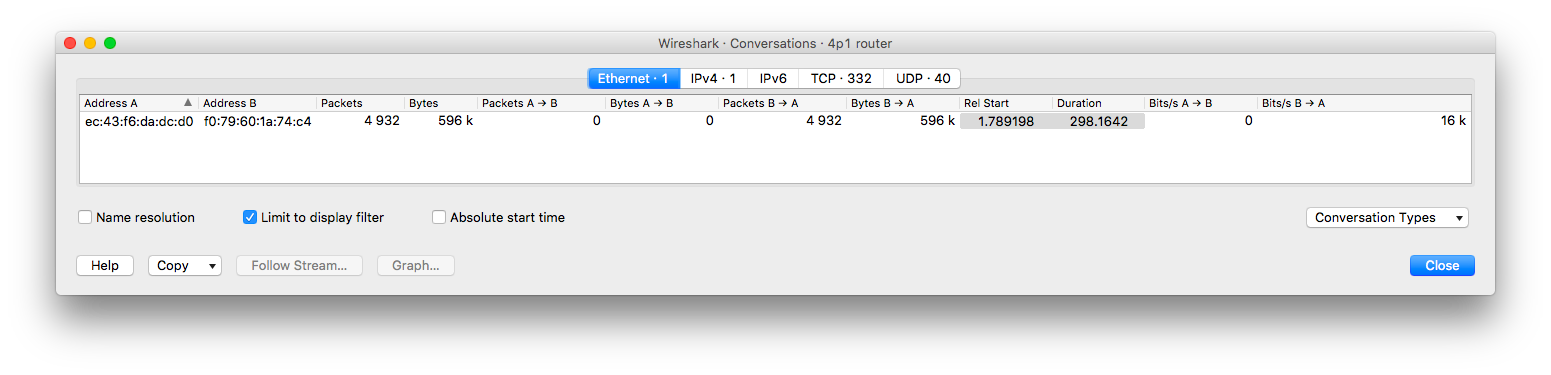 Wireshark · Conversations · 4p1 router
Ethernet · 1 IPv4 · 1 IPv6 TCP · 332 UDP · 40
Address A Address B Packets Bytes Packets A → B Bytes A → B Packets B → A Bytes B → A Rel Start Duration Bits/s A → B Bits/s B → A
ec:43:f6:da:dc:d0 f0:79:60:1a:74:c4 4 932 596 k 0 0 4 932 596 k 1.789198 298.1642 0 16 k
Name resolution Limit to display filter Absolute start time Conversation Types
Help Copy Follow Stream... Graph... Close